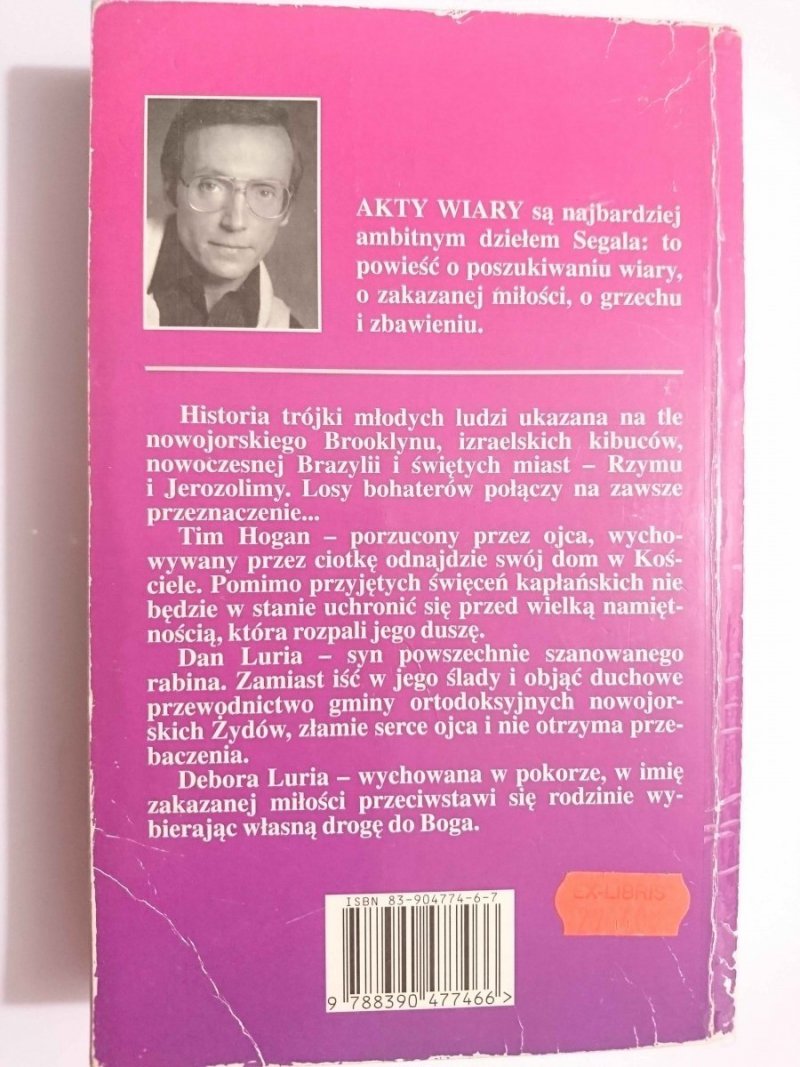 AKTY WIARY są najbardziej
ambitnym dziełem Segala: to
powieść o poszukiwaniu wiary,
o zakazanej miłości, o grzechu
i zbawieniu.
Historia trójki młodych ludzi ukazana na tle
nowojorskiego Brooklynu, izraelskich kibuców,
nowoczesnej Brazylii i świętych miast – Rzymu
i Jerozolimy. Losy bohaterów połączy na zawsze
przeznaczenie...
Tim Hogan – porzucony przez ojca, wycho-
wywany przez ciotkę odnajdzie swój dom w Koś-
ciele. Pomimo przyjętych święceń kapłańskich nie
będzie w stanie uchronić się przed wielką namięt-
nością, która rozpali jego duszę.
Dan Luria – syn powszechnie szanowanego
rabina. Zamiast iść w jego ślady i objąć duchowe
przewodnictwo gminy ortodoksyjnych nowojor-
skich Żydów, złamie serce ojca i nie otrzyma prze-
baczenia.
Debora Luria – wychowana w pokorze, w imię
zakazanej miłości przeciwstawi się rodzinie wy-
bierając własną drogę do Boga.
ISBN 83-904774-6-7
9 788390 477466 >
EX-LIBRIS